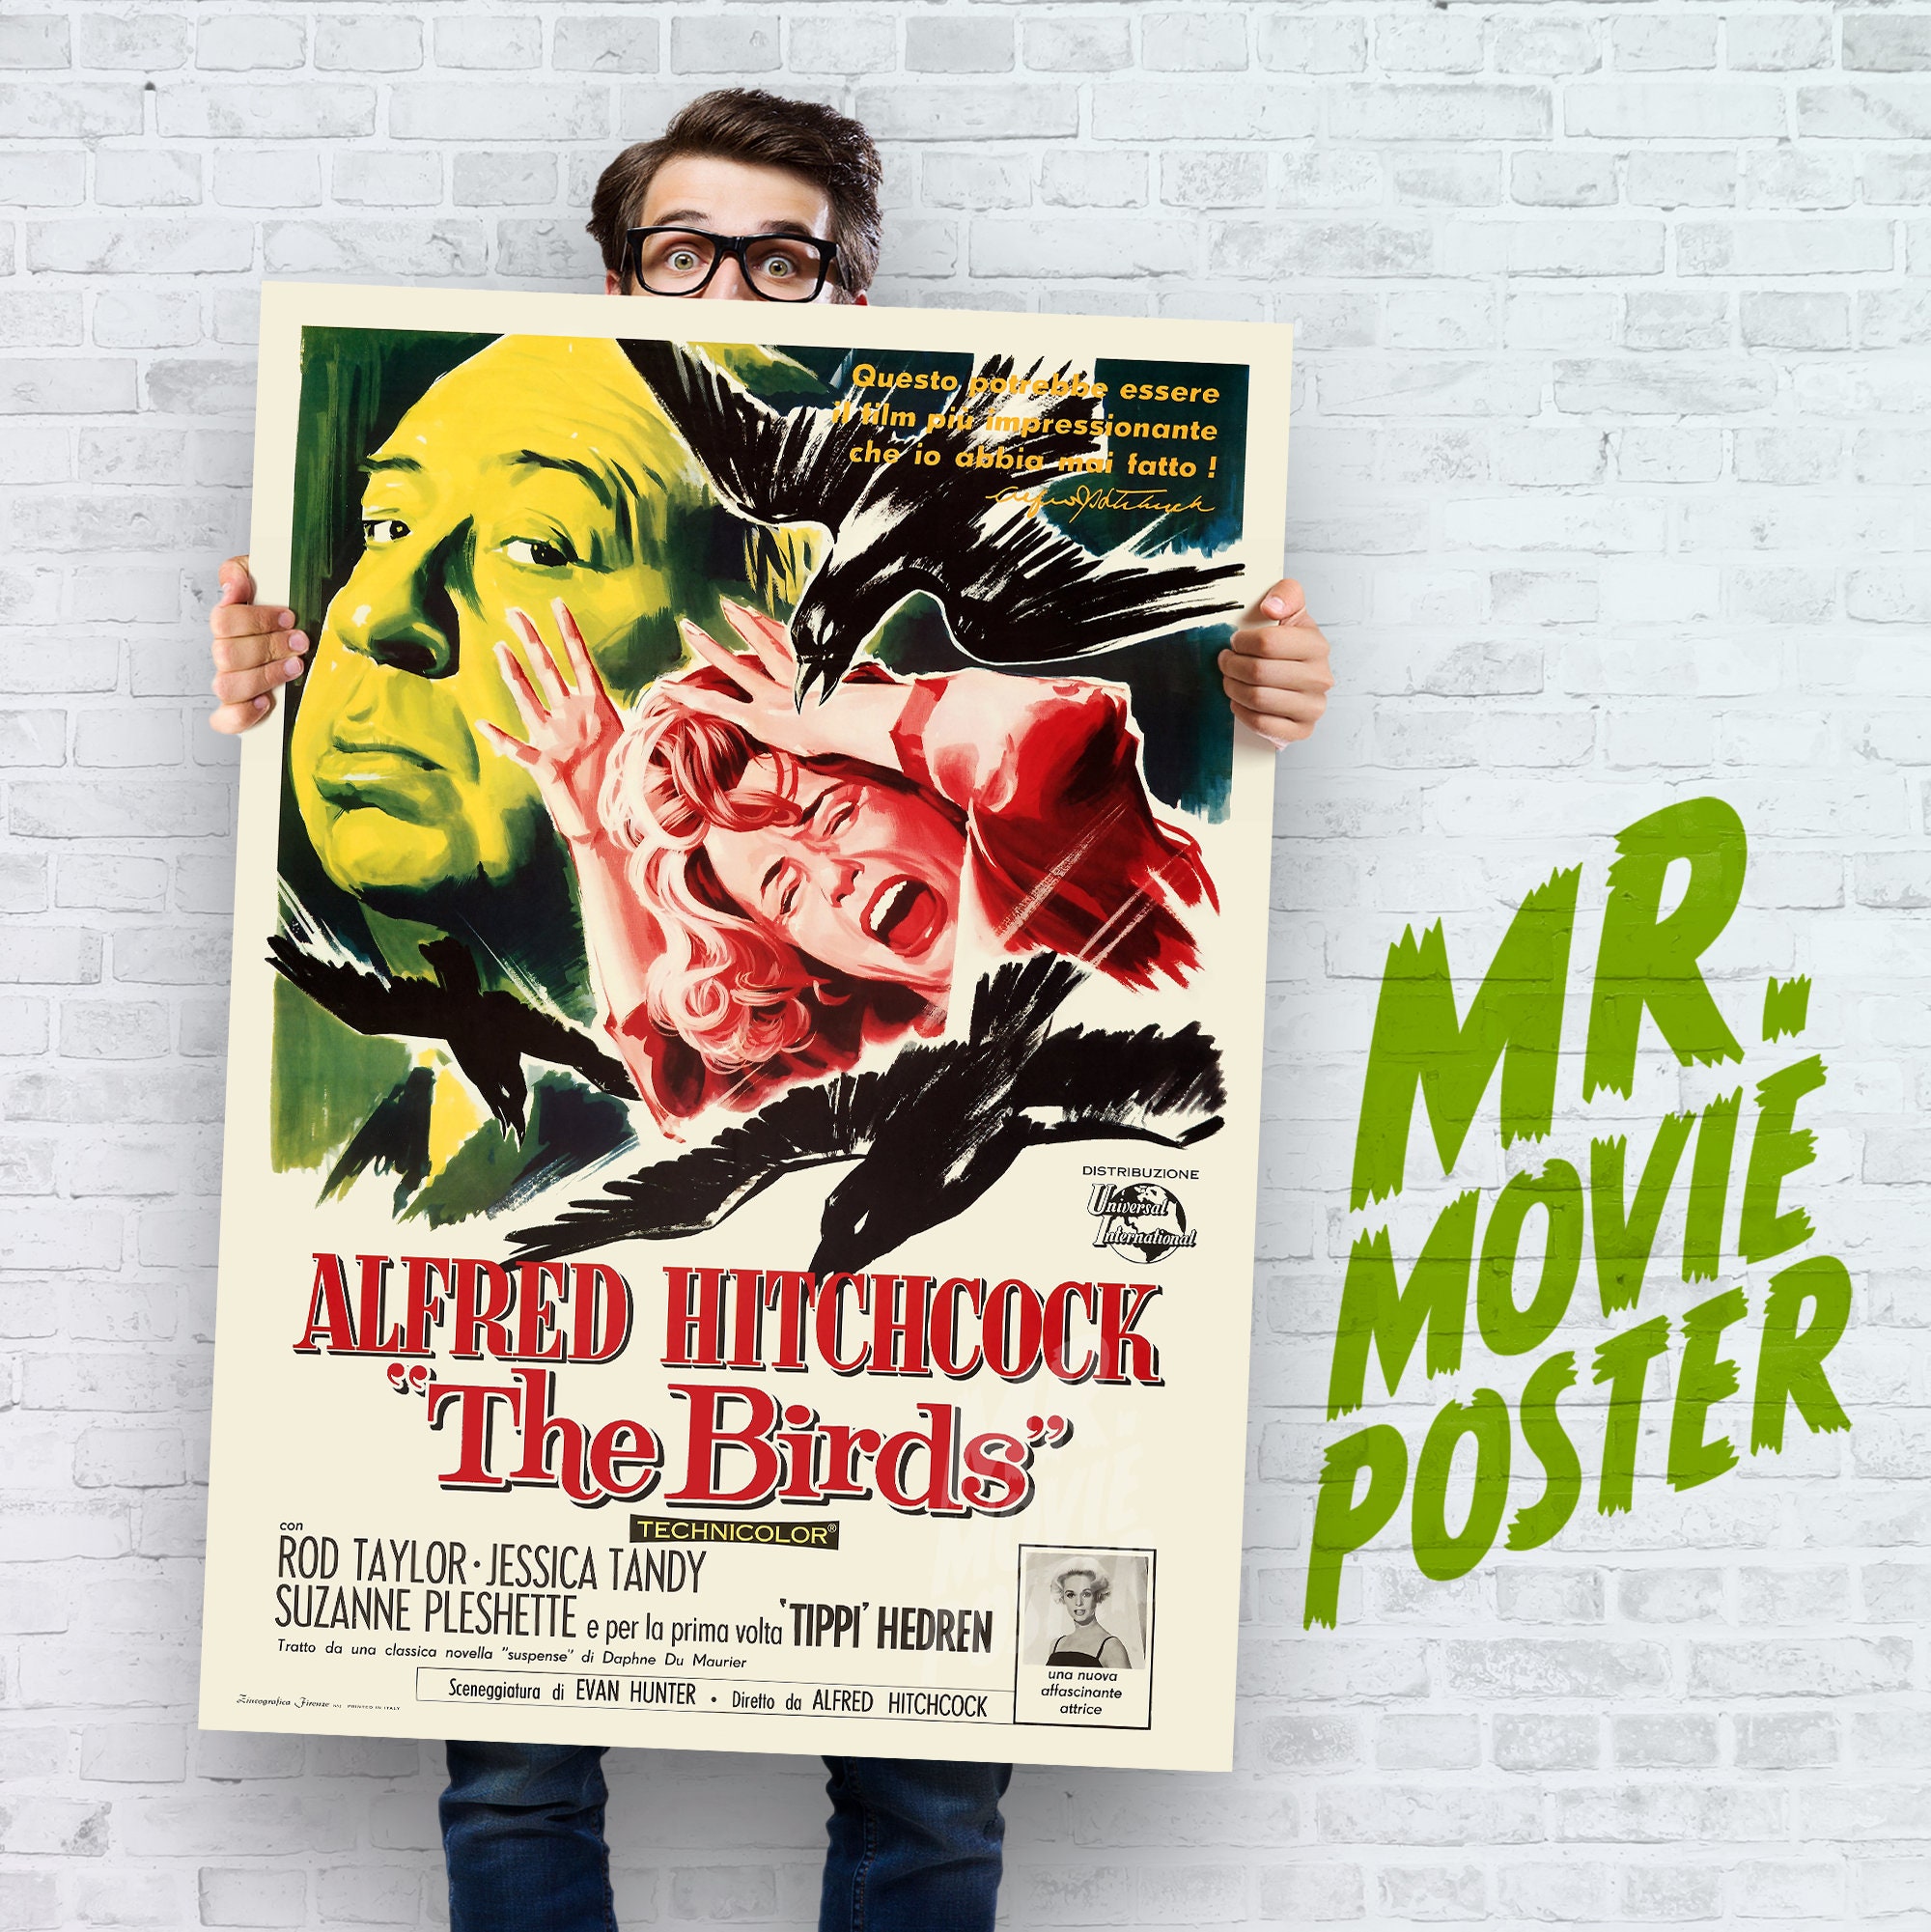 Questo potrebbe essere
il film più impressionante
che io abbia mai fatto !
Alfred Hitchcock
DISTRIBUZIONE
Universal
International
ALFRED HITCHCOCK
"The Birds"
TECHNICOLOR®
con
ROD TAYLOR · JESSICA TANDY
SUZANNE PLESHETTE e per la prima volta 'TIPPI' HEDREN
Tratto da una classica novella "suspense" di Daphne Du Maurier
Sceneggiatura di EVAN HUNTER • Diretto da ALFRED HITCHCOCK
una nuova
affascinante
attrice
Zincografica Firenze PRINTED IN ITALY
MR.
MOVIE
POSTER